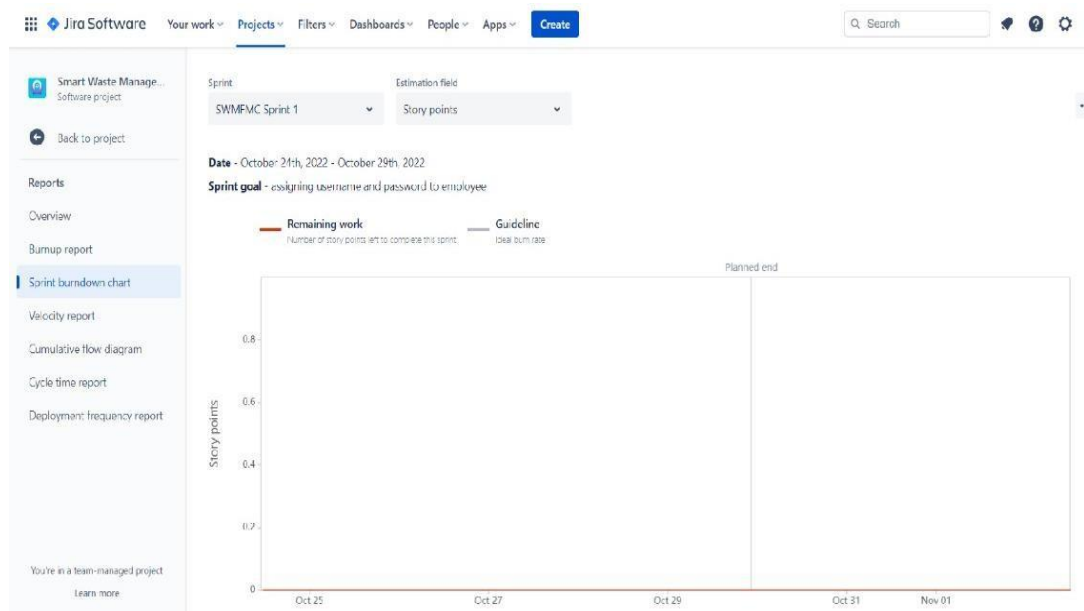 Jira Software Your work Projects Filters Dashboards People Apps Create Search
Smart Waste Manage...
Software project
Back to project
Reports
Overview
Burnup report
Sprint burndown chart
Velocity report
Cumulative flow diagram
Cycle time report
Deployment frequency report
You're in a team-managed project
Learn more
Sprint Estimation field
SWMFMC Sprint 1 Story points
Date - October 24th, 2022 - October 29th, 2022
Sprint goal - assigning username and password to employee
Remaining work Guideline
Number of story points left to complete this sprint Ideal burn rate
Planned end
Story points
0.8
0.6
0.4
0.2
0
Oct 25 Oct 27 Oct 29 Oct 31 Nov 01